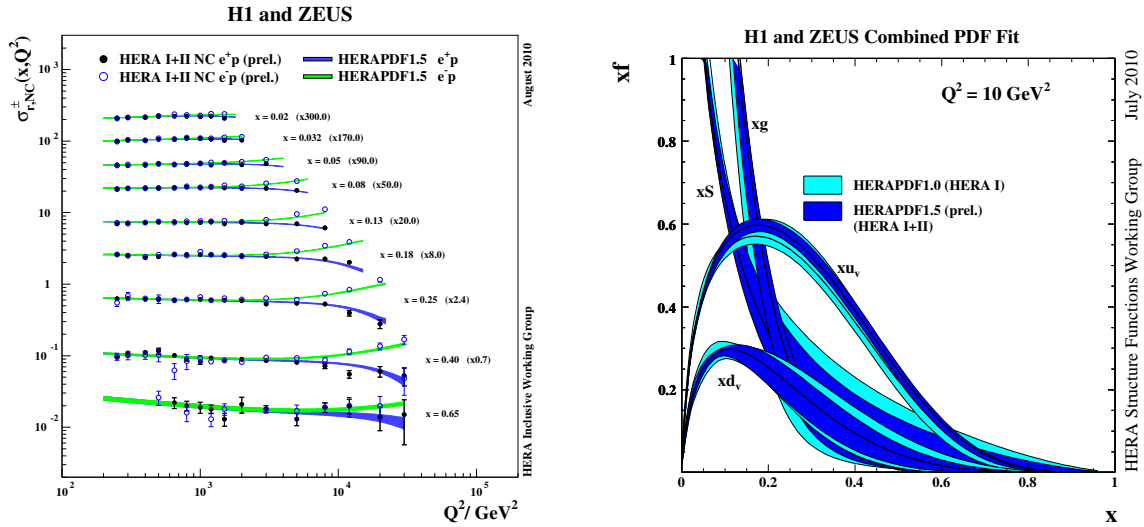 H1 and ZEUS
σ±r,NC(x,Q²)
HERA I+II NC e⁺p (prel.)
HERA I+II NC e⁻p (prel.)
HERAPDF1.5 e⁺p
HERAPDF1.5 e⁻p
x = 0.02 (x300.0)
x = 0.032 (x170.0)
x = 0.05 (x90.0)
x = 0.08 (x50.0)
x = 0.13 (x20.0)
x = 0.18 (x8.0)
x = 0.25 (x2.4)
x = 0.40 (x0.7)
x = 0.65
10³
10²
10
1
10⁻¹
10⁻²
10²
10³
10⁴
10⁵
Q²/ GeV²
August 2010
HERA Inclusive Working Group
H1 and ZEUS Combined PDF Fit
xf
Q² = 10 GeV²
xg
xS
HERAPDF1.0 (HERA I)
HERAPDF1.5 (prel.)
(HERA I+II)
xuᵥ
xdᵥ
1
0.8
0.6
0.4
0.2
0
0.2
0.4
0.6
0.8
1
x
HERA Structure Functions Working Group July 2010